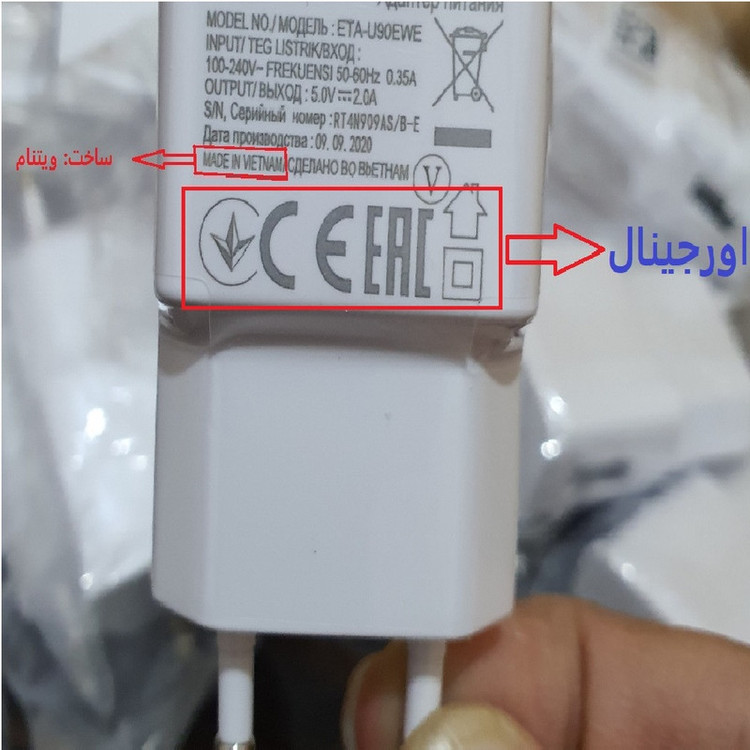 Адаптер питания
MODEL NO./ МОДЕЛЬ : ETA-U90EWE
INPUT/ TEG LISTRIK/ВХОД :
100-240V~ FREKUENSI 50-60Hz 0.35A
OUTPUT/ ВЫХОД : 5.0V⎓2.0A
S/N, Серийный номер :RT4N909AS/B-E
Дата производства : 09. 09. 2020
MADE IN VIETNAM/СДЕЛАНО ВО ВЬЕТНАМ
ساخت: ویتنام
V
CE EAC
اورجینال